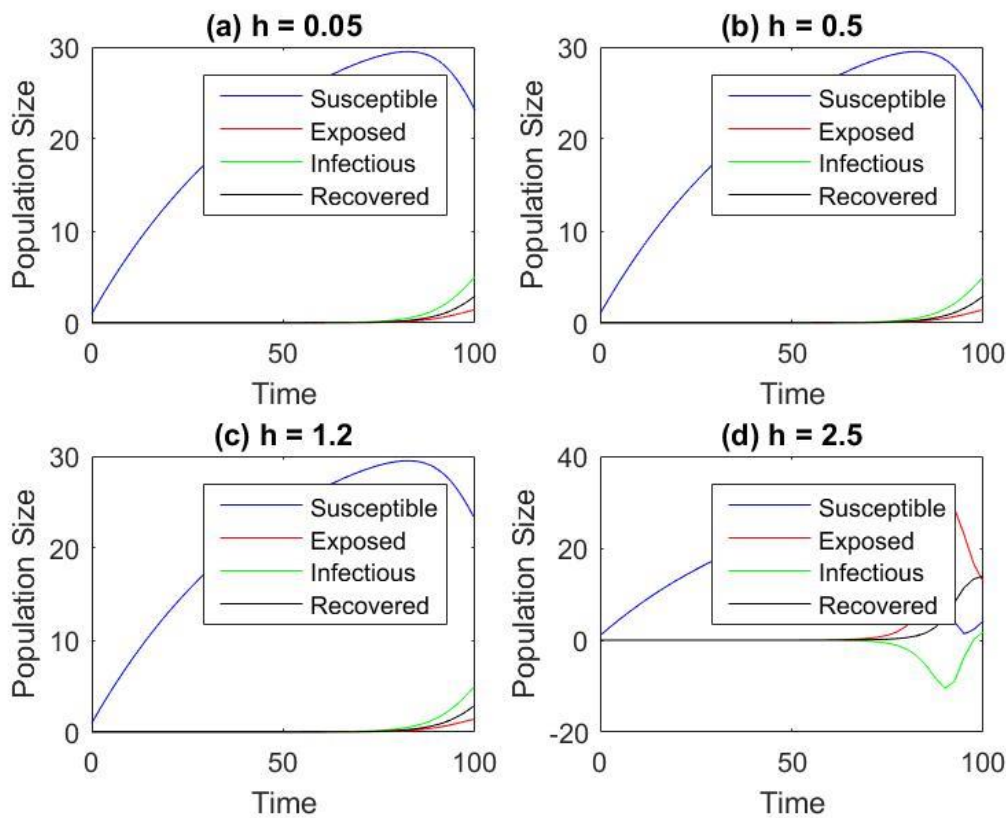 (a) h = 0.05
30
20
10
0
0
50
100
Population Size
Time
Susceptible
Exposed
Infectious
Recovered
(b) h = 0.5
30
20
10
0
0
50
100
Population Size
Time
Susceptible
Exposed
Infectious
Recovered
(c) h = 1.2
30
20
10
0
0
50
100
Population Size
Time
Susceptible
Exposed
Infectious
Recovered
(d) h = 2.5
40
20
0
-20
0
50
100
Population Size
Time
Susceptible
Exposed
Infectious
Recovered